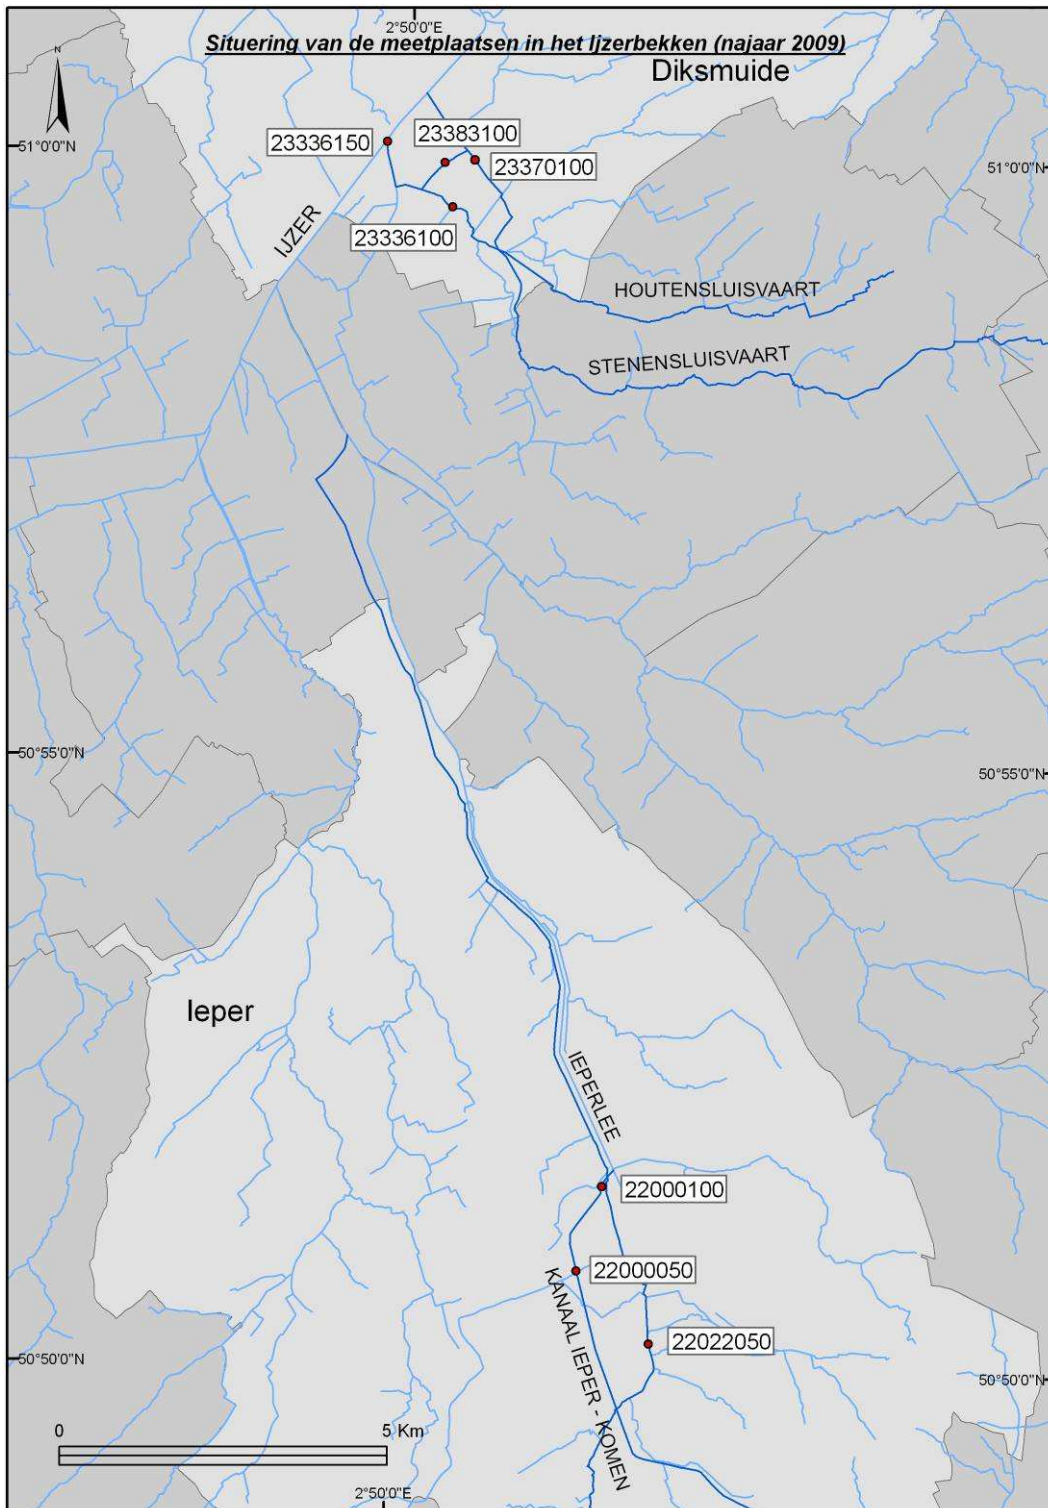 2°50'0"E
Situering van de meetplaatsen in het Ijzerbekken (najaar 2009)
Diksmuide
N
51°0'0"N
23336150
23383100
23370100
51°0'0"N
23336100
IJZER
HOUTENSLUISVAART
STENENSLUISVAART
50°55'0"N
50°55'0"N
Ieper
IEPERLEE
22000100
22000050
KANAAL IEPER - KOMEN
22022050
50°50'0"N
50°50'0"N
0 5 Km
2°50'0"E